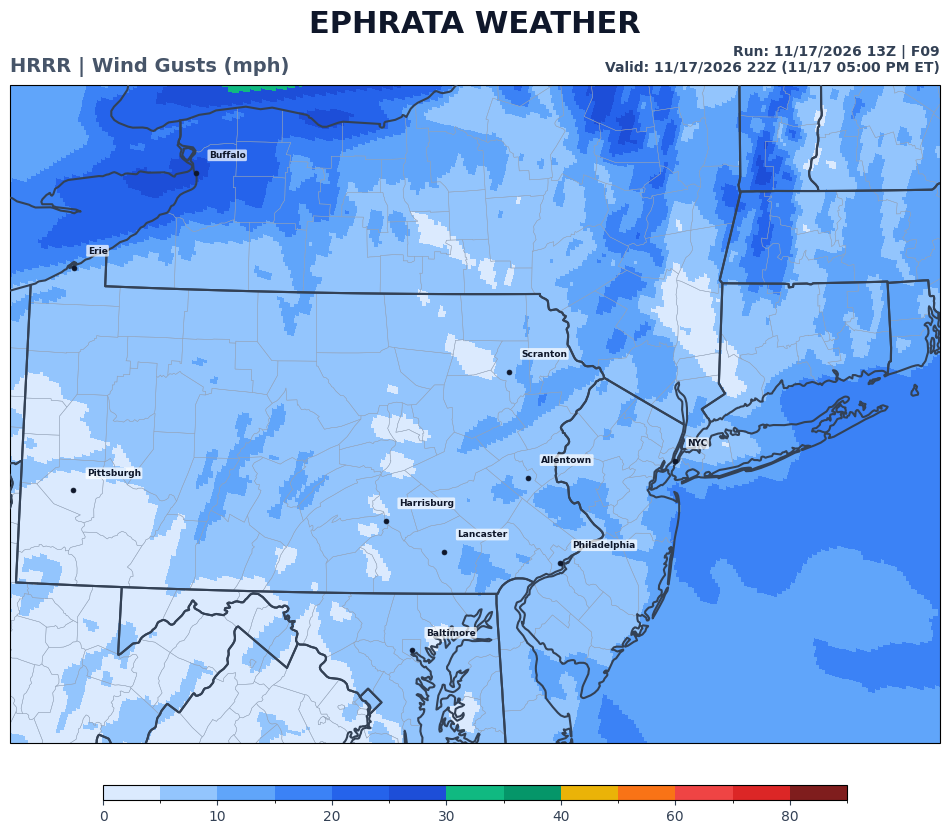 EPHRATA WEATHER
HRRR | Wind Gusts (mph)
Run: 11/17/2026 13Z | F09
Valid: 11/17/2026 22Z (11/17 05:00 PM ET)
Buffalo
Erie
Scranton
NYC
Allentown
Pittsburgh
Harrisburg
Lancaster
Philadelphia
Baltimore
0 10 20 30 40 50 60 70 80